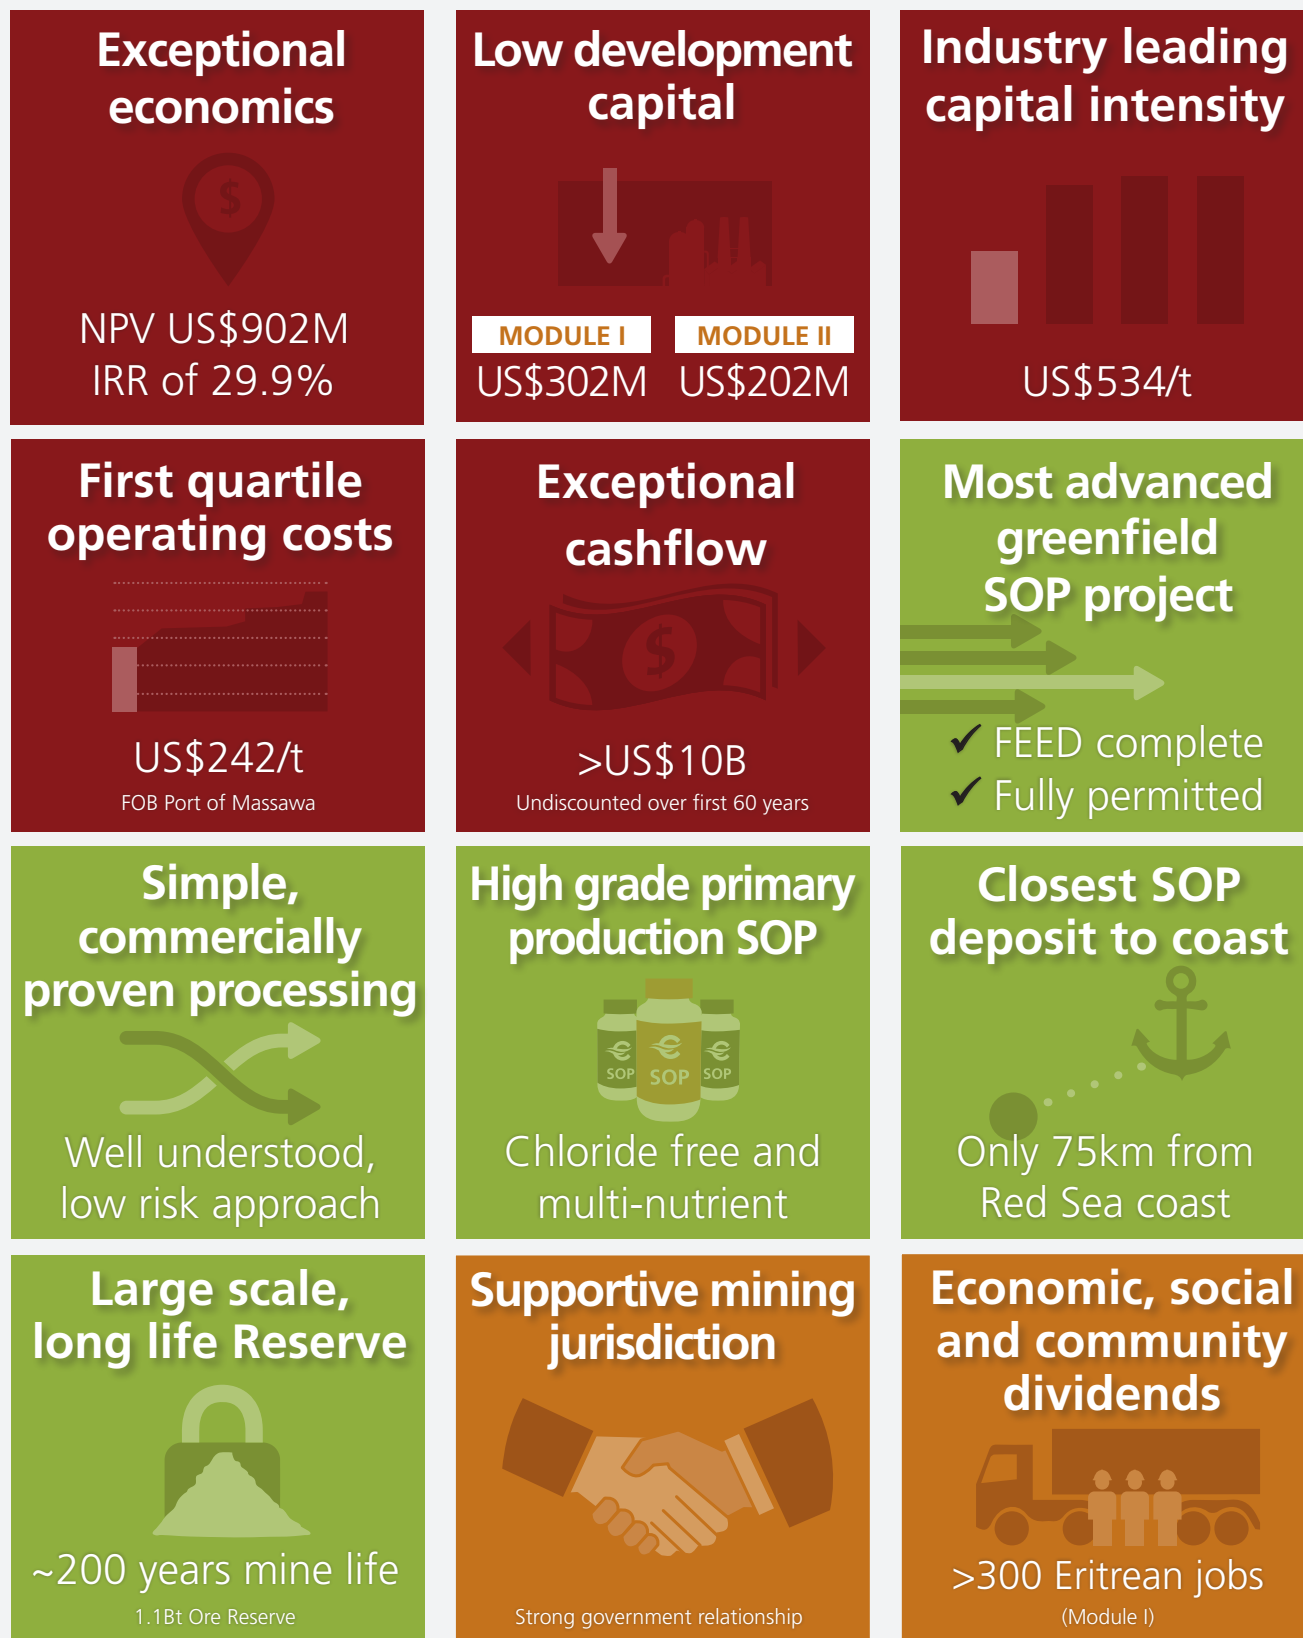 Exceptional
economics
$
NPV US$902M
IRR of 29.9%
Low development
capital
MODULE I
US$302M
MODULE II
US$202M
Industry leading
capital intensity
US$534/t
First quartile
operating costs
US$242/t
FOB Port of Massawa
Exceptional
cashflow
$
>US$10B
Undiscounted over first 60 years
Most advanced
greenfield
SOP project
✓ FEED complete
✓ Fully permitted
Simple,
commercially
proven processing
Well understood,
low risk approach
High grade primary
production SOP
SOP
SOP
SOP
Chloride free and
multi-nutrient
Closest SOP
deposit to coast
Only 75km from
Red Sea coast
Large scale,
long life Reserve
~200 years mine life
1.1Bt Ore Reserve
Supportive mining
jurisdiction
Strong government relationship
Economic, social
and community
dividends
>300 Eritrean jobs
(Module I)